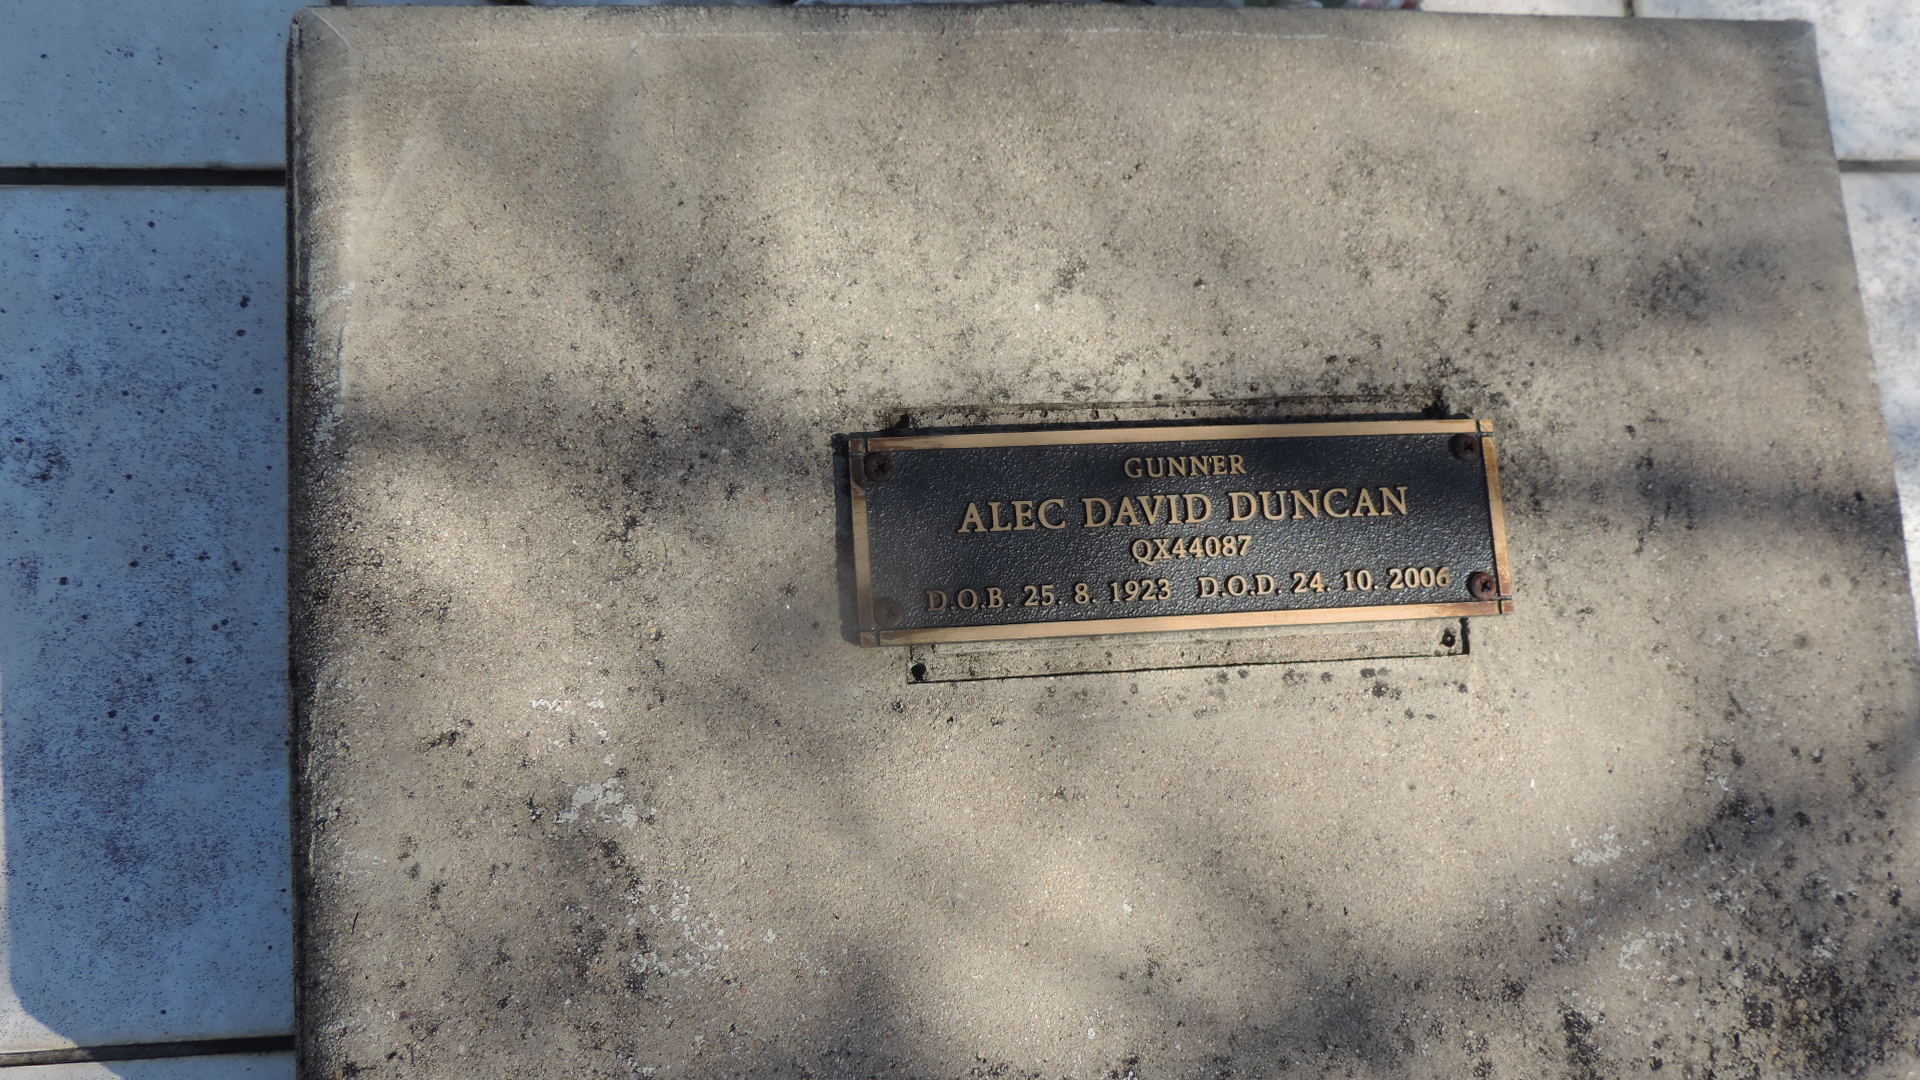 GUNNER
ALEC DAVID DUNCAN
QX44087
D.O.B. 25. 8. 1923 D.O.D. 24. 10. 2006